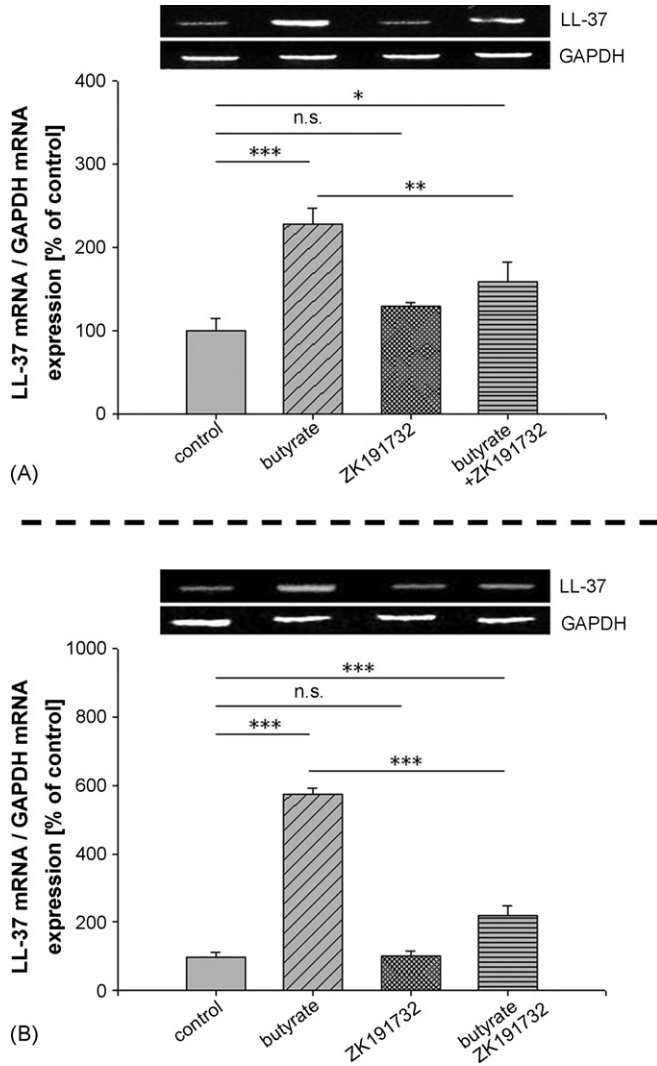 LL-37
GAPDH
LL-37 mRNA / GAPDH mRNA
expression [% of control]
400
300
200
100
0
*
n.s.
***
**
control
butyrate
ZK191732
butyrate
+ZK191732
(A)
LL-37
GAPDH
LL-37 mRNA / GAPDH mRNA
expression [% of control]
1000
800
600
400
200
0
***
n.s.
***
***
control
butyrate
ZK191732
butyrate
ZK191732
(B)